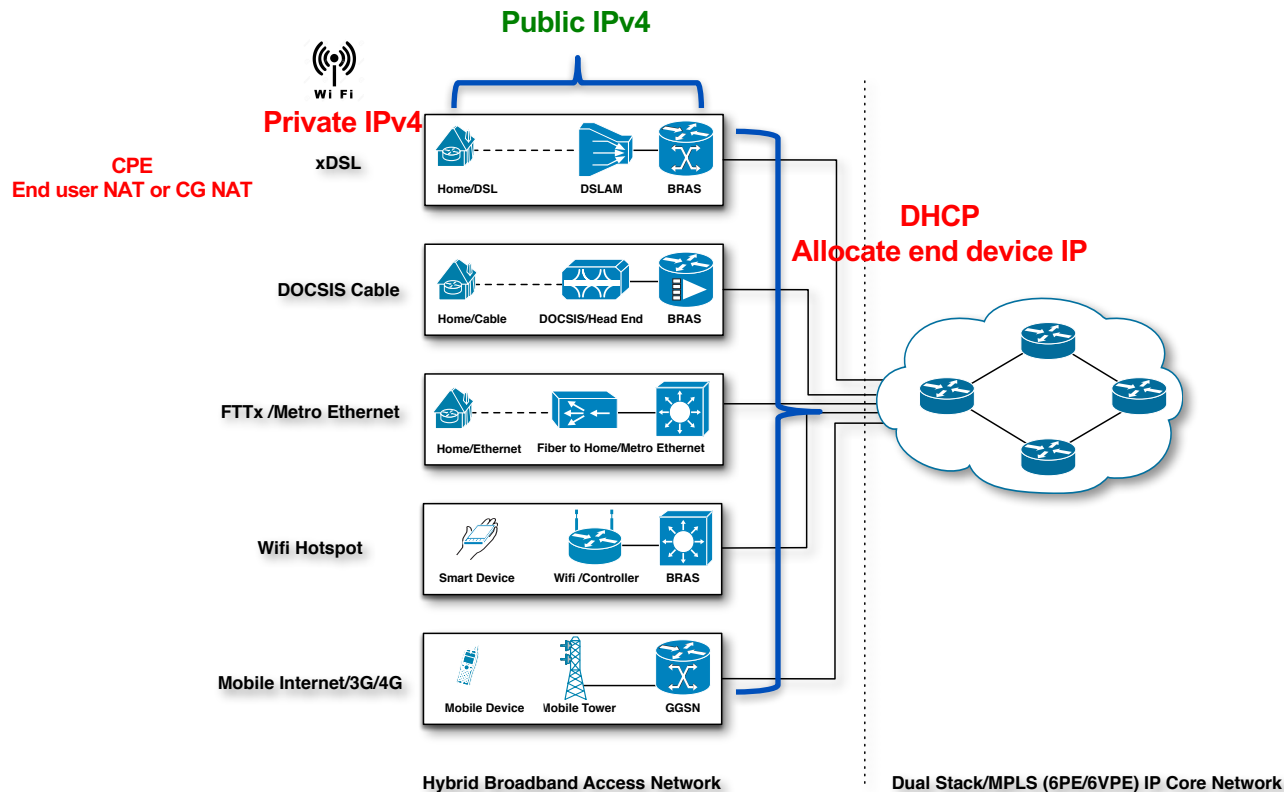 Public IPv4
Wi Fi
Private IPv4
xDSL
CPE
End user NAT or CG NAT
Home/DSL
DSLAM
BRAS
DHCP
Allocate end device IP
DOCSIS Cable
Home/Cable
DOCSIS/Head End
BRAS
FTTx /Metro Ethernet
Home/Ethernet
Fiber to Home/Metro Ethernet
Wifi Hotspot
Smart Device
Wifi /Controller
BRAS
Mobile Internet/3G/4G
Mobile Device
Mobile Tower
GGSN
Hybrid Broadband Access Network
Dual Stack/MPLS (6PE/6VPE) IP Core Network